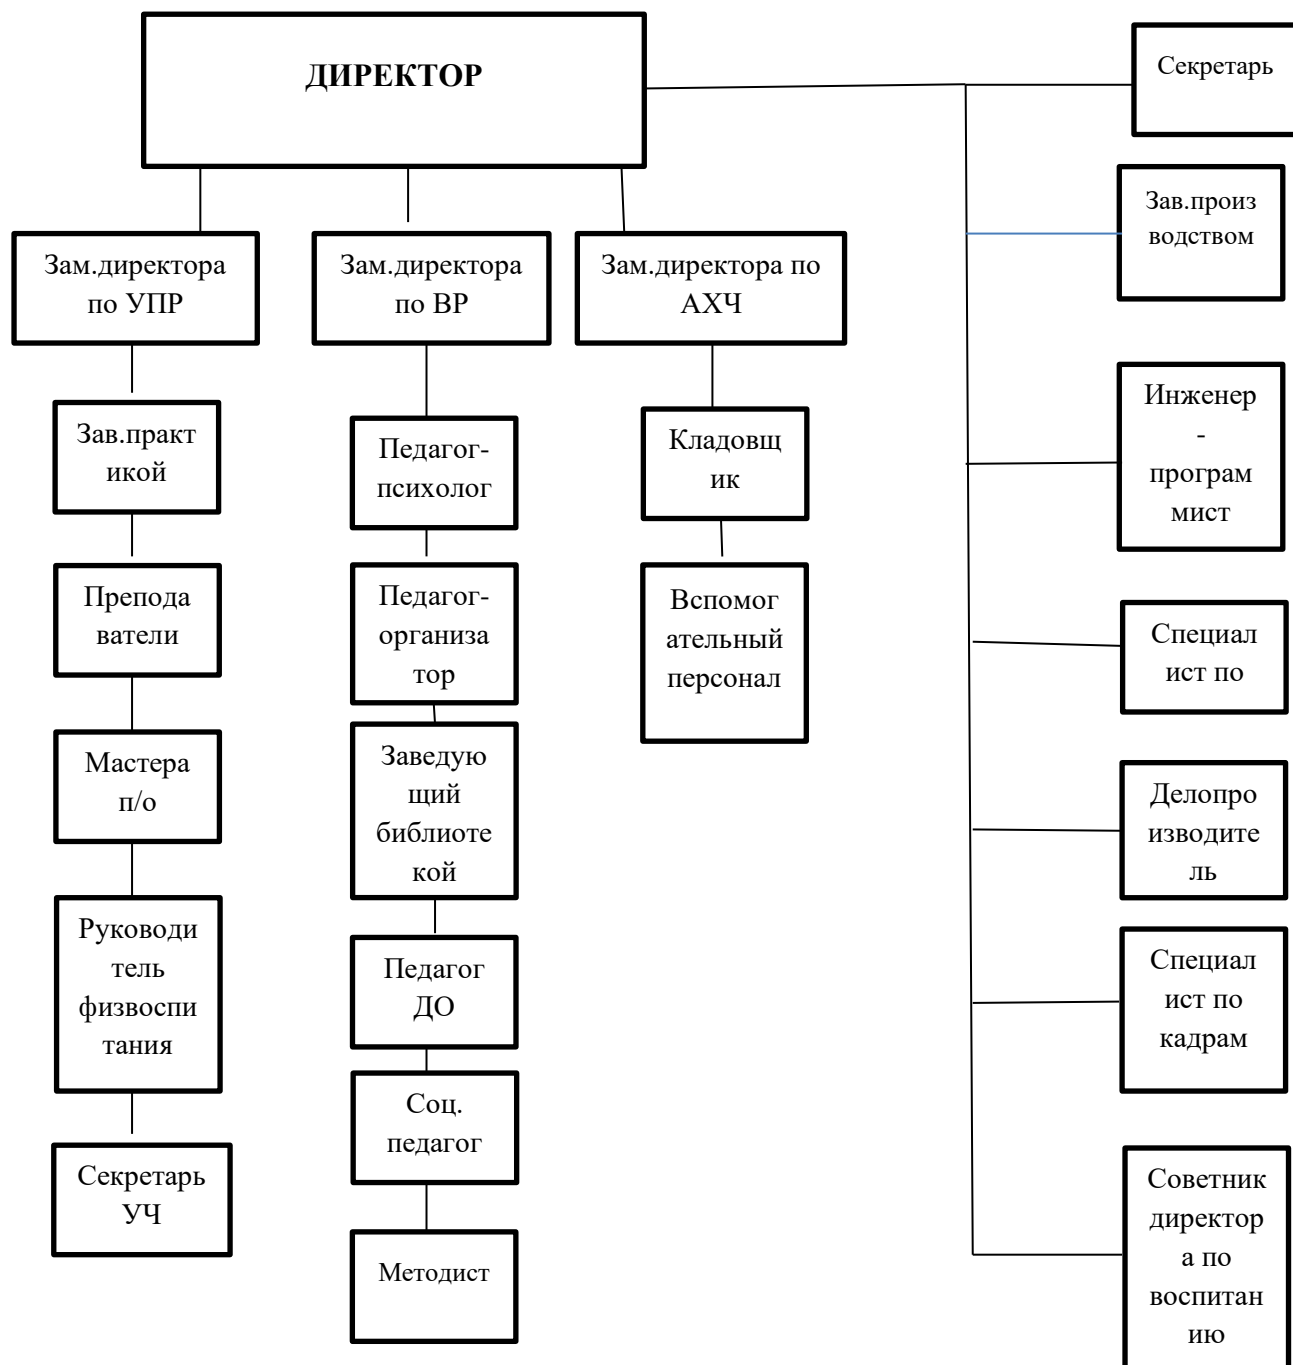 ДИРЕКТОР
Секретарь
Зав.произ
водством
Зам.директора
по УПР
Зам.директора
по ВР
Зам.директора по
АХЧ
Инженер
-
програм
мист
Зав.практ
икой
Педагог-
психолог
Кладовщ
ик
Препода
ватели
Педагог-
организа
тор
Вспомог
ательный
персонал
Специал
ист по
Мастера
п/о
Заведую
щий
библиоте
кой
Делопро
изводите
ль
Руководи
тель
физвоспи
тания
Педагог
ДО
Специал
ист по
кадрам
Соц.
педагог
Секретарь
УЧ
Методист
Советник
директор
а по
воспитан
ию